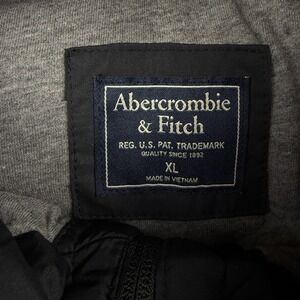 Abercrombie
& Fitch
REG. U.S. PAT. TRADEMARK
QUALITY SINCE 1892
XL
MADE IN VIETNAM